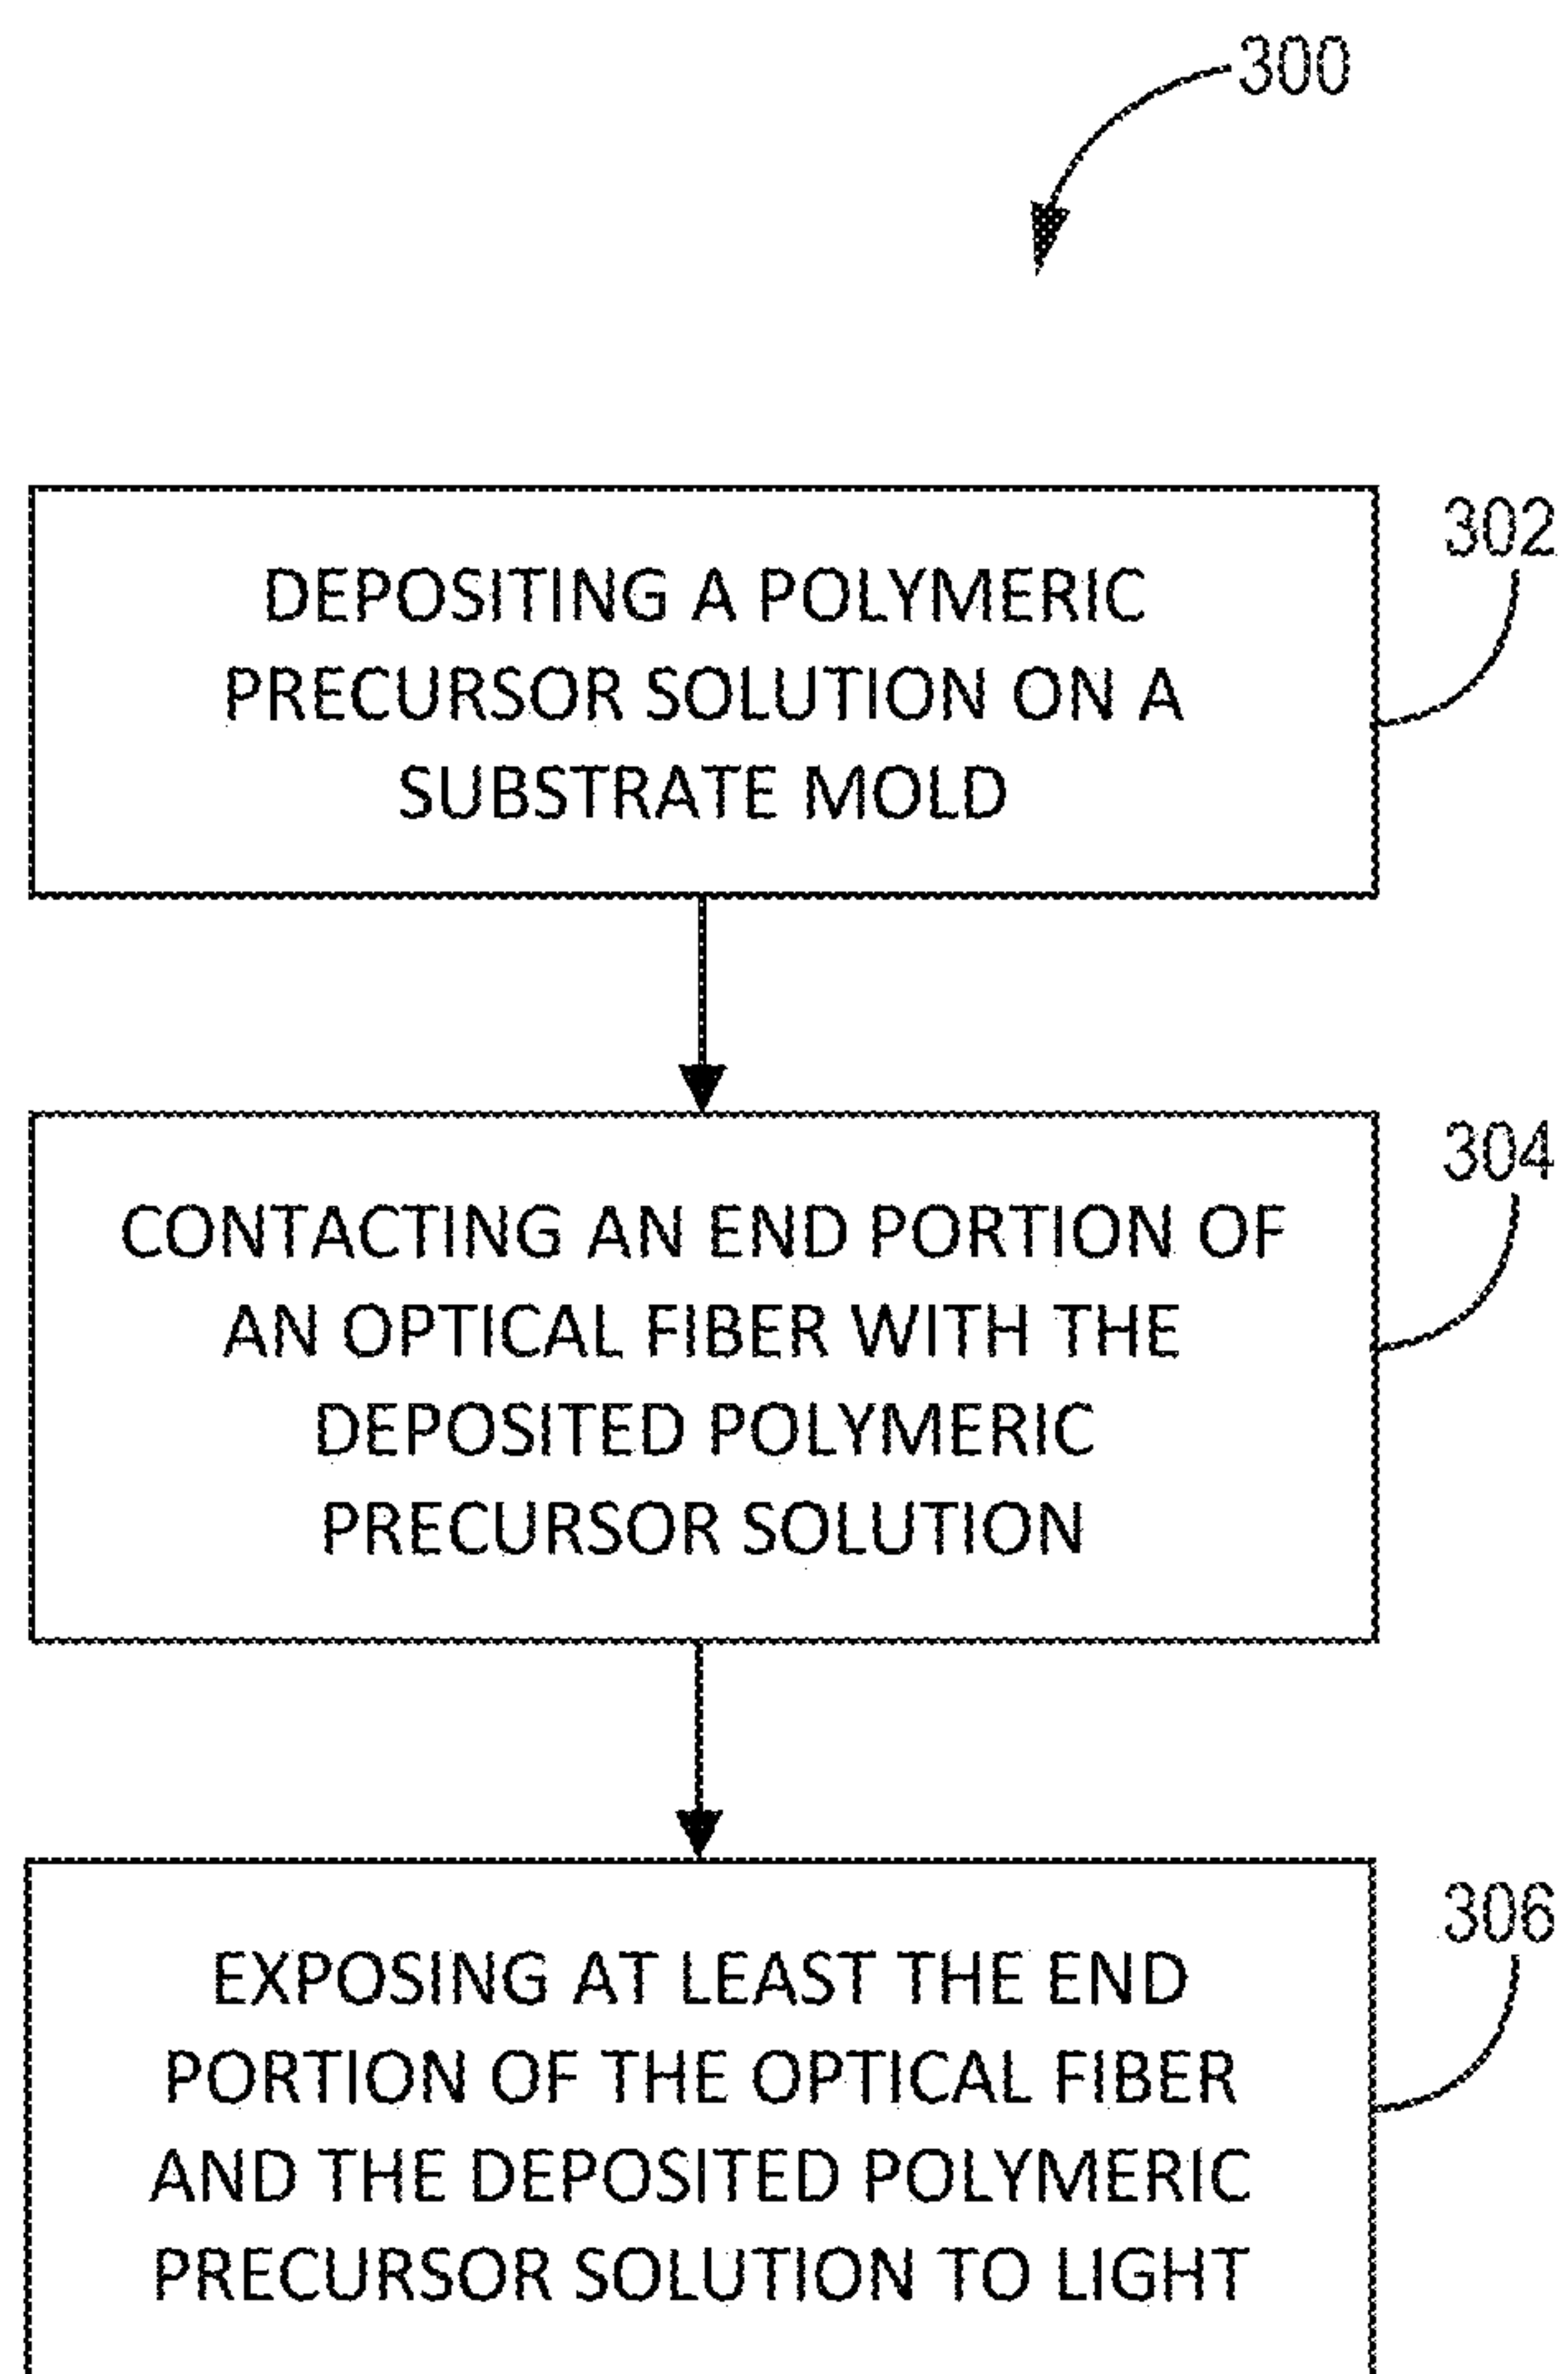 300
302
DEPOSITING A POLYMERIC
PRECURSOR SOLUTION ON A
SUBSTRATE MOLD
304
CONTACTING AN END PORTION OF
AN OPTICAL FIBER WITH THE
DEPOSITED POLYMERIC
PRECURSOR SOLUTION
306
EXPOSING AT LEAST THE END
PORTION OF THE OPTICAL FIBER
AND THE DEPOSITED POLYMERIC
PRECURSOR SOLUTION TO LIGHT